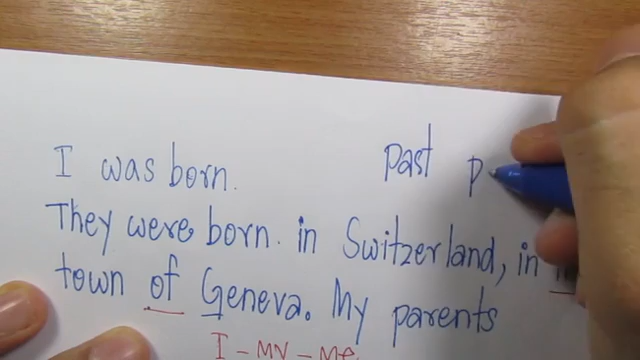 I was born. past p
They were born. in Switzerland, in
town of Geneva. My parents
I - my - me